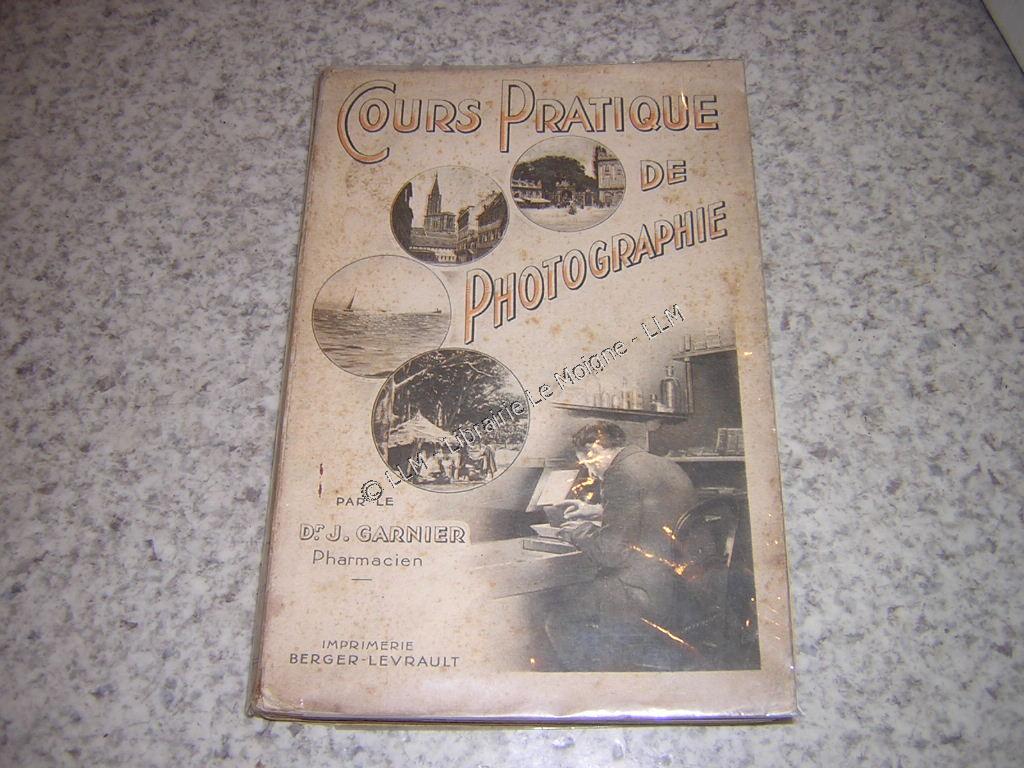 COURS PRATIQUE
DE
PHOTOGRAPHIE
© LLM - Librairie Le Moigne - LLM
PAR LE
Dr J. GARNIER
Pharmacien
IMPRIMERIE
BERGER-LEVRAULT